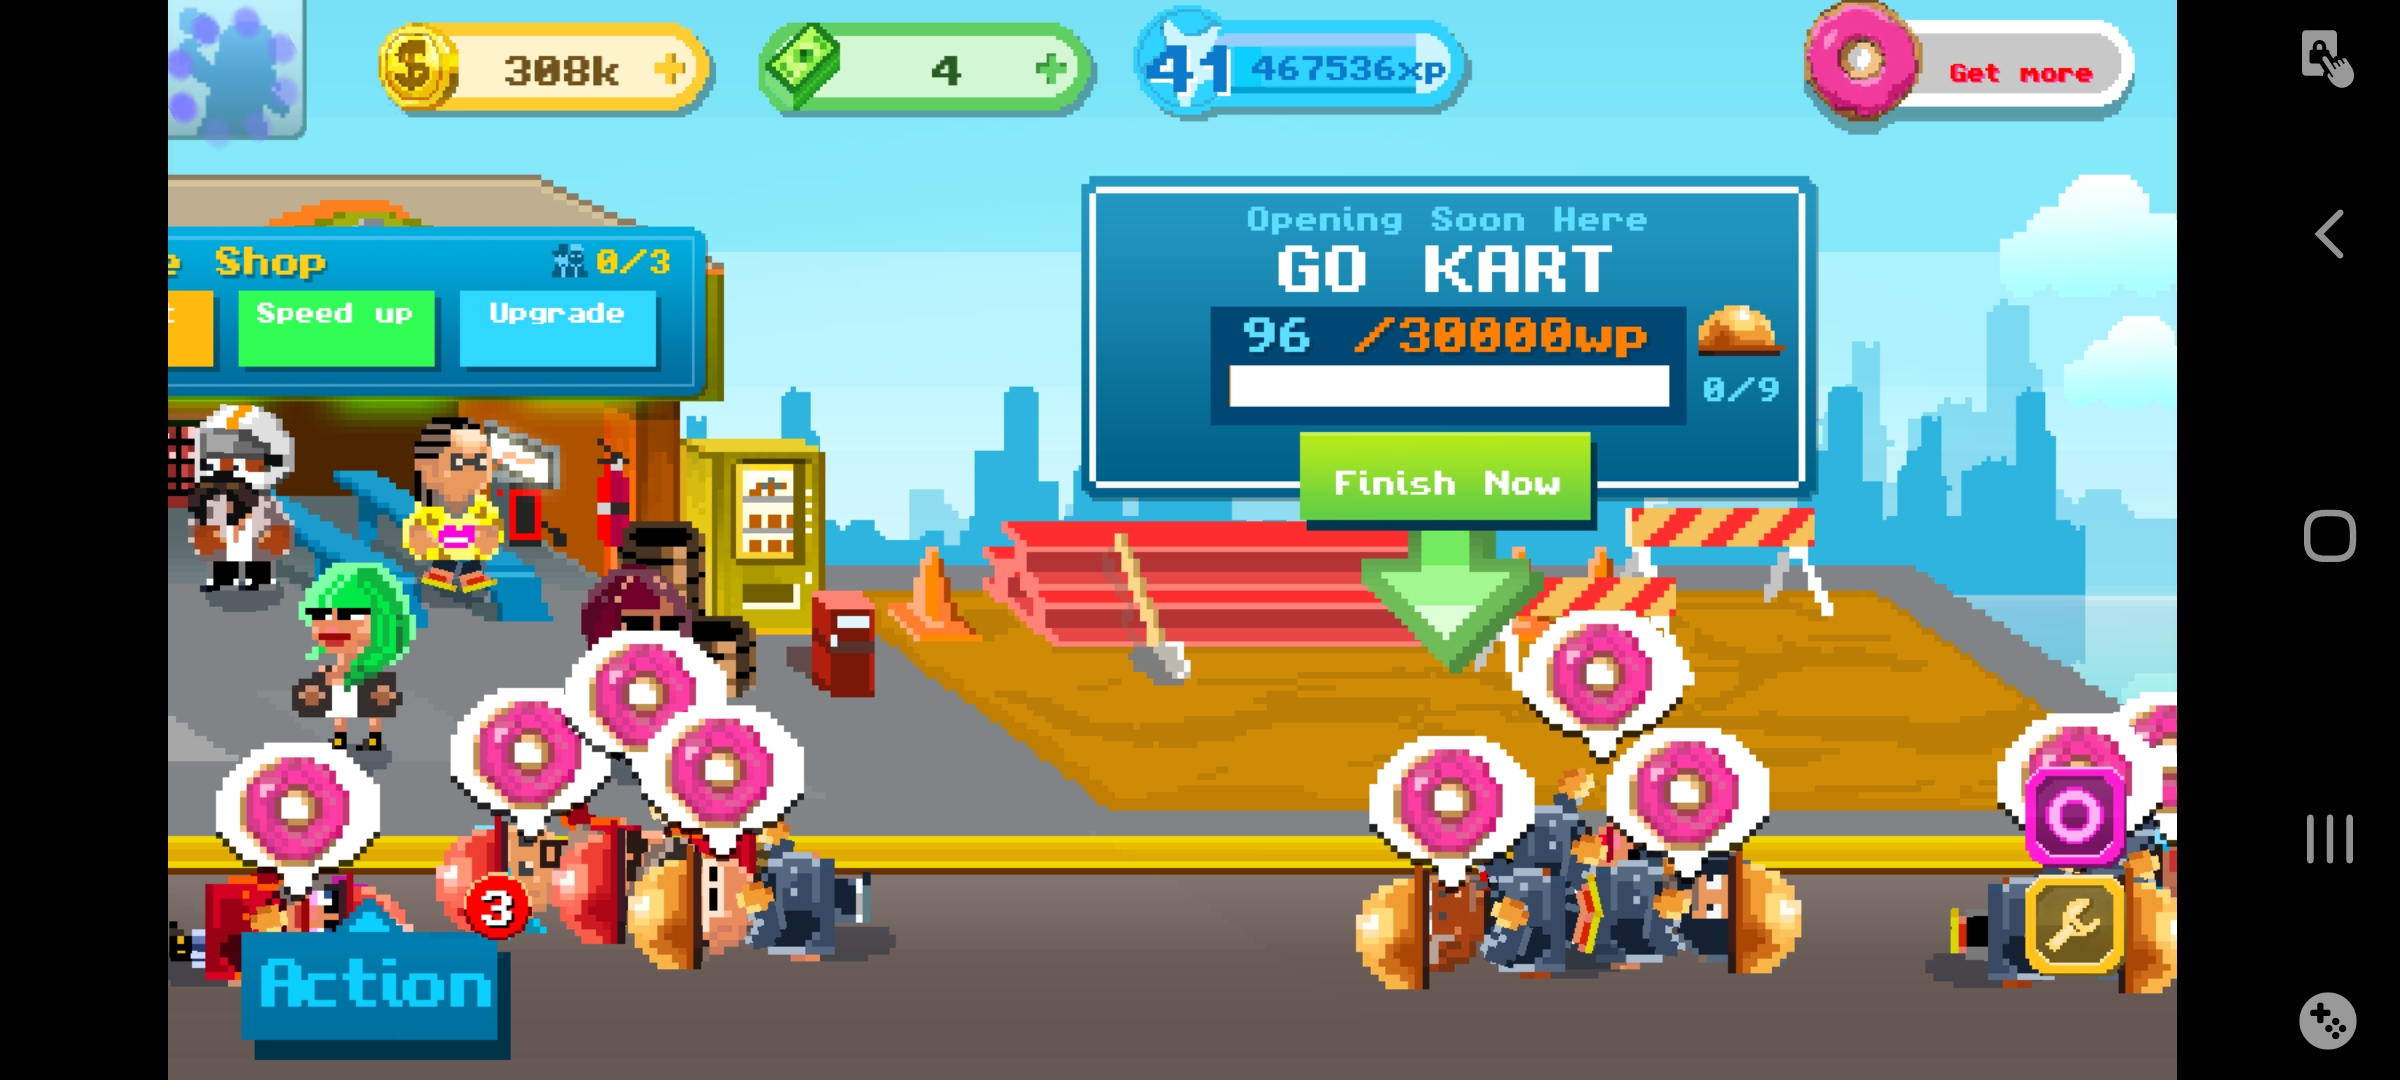 308k
4
41 467536xp
Get more
Opening Soon Here
GO KART
96 /30000wp
0/9
Finish Now
e Shop 0/3
t Speed up Upgrade
3
Action